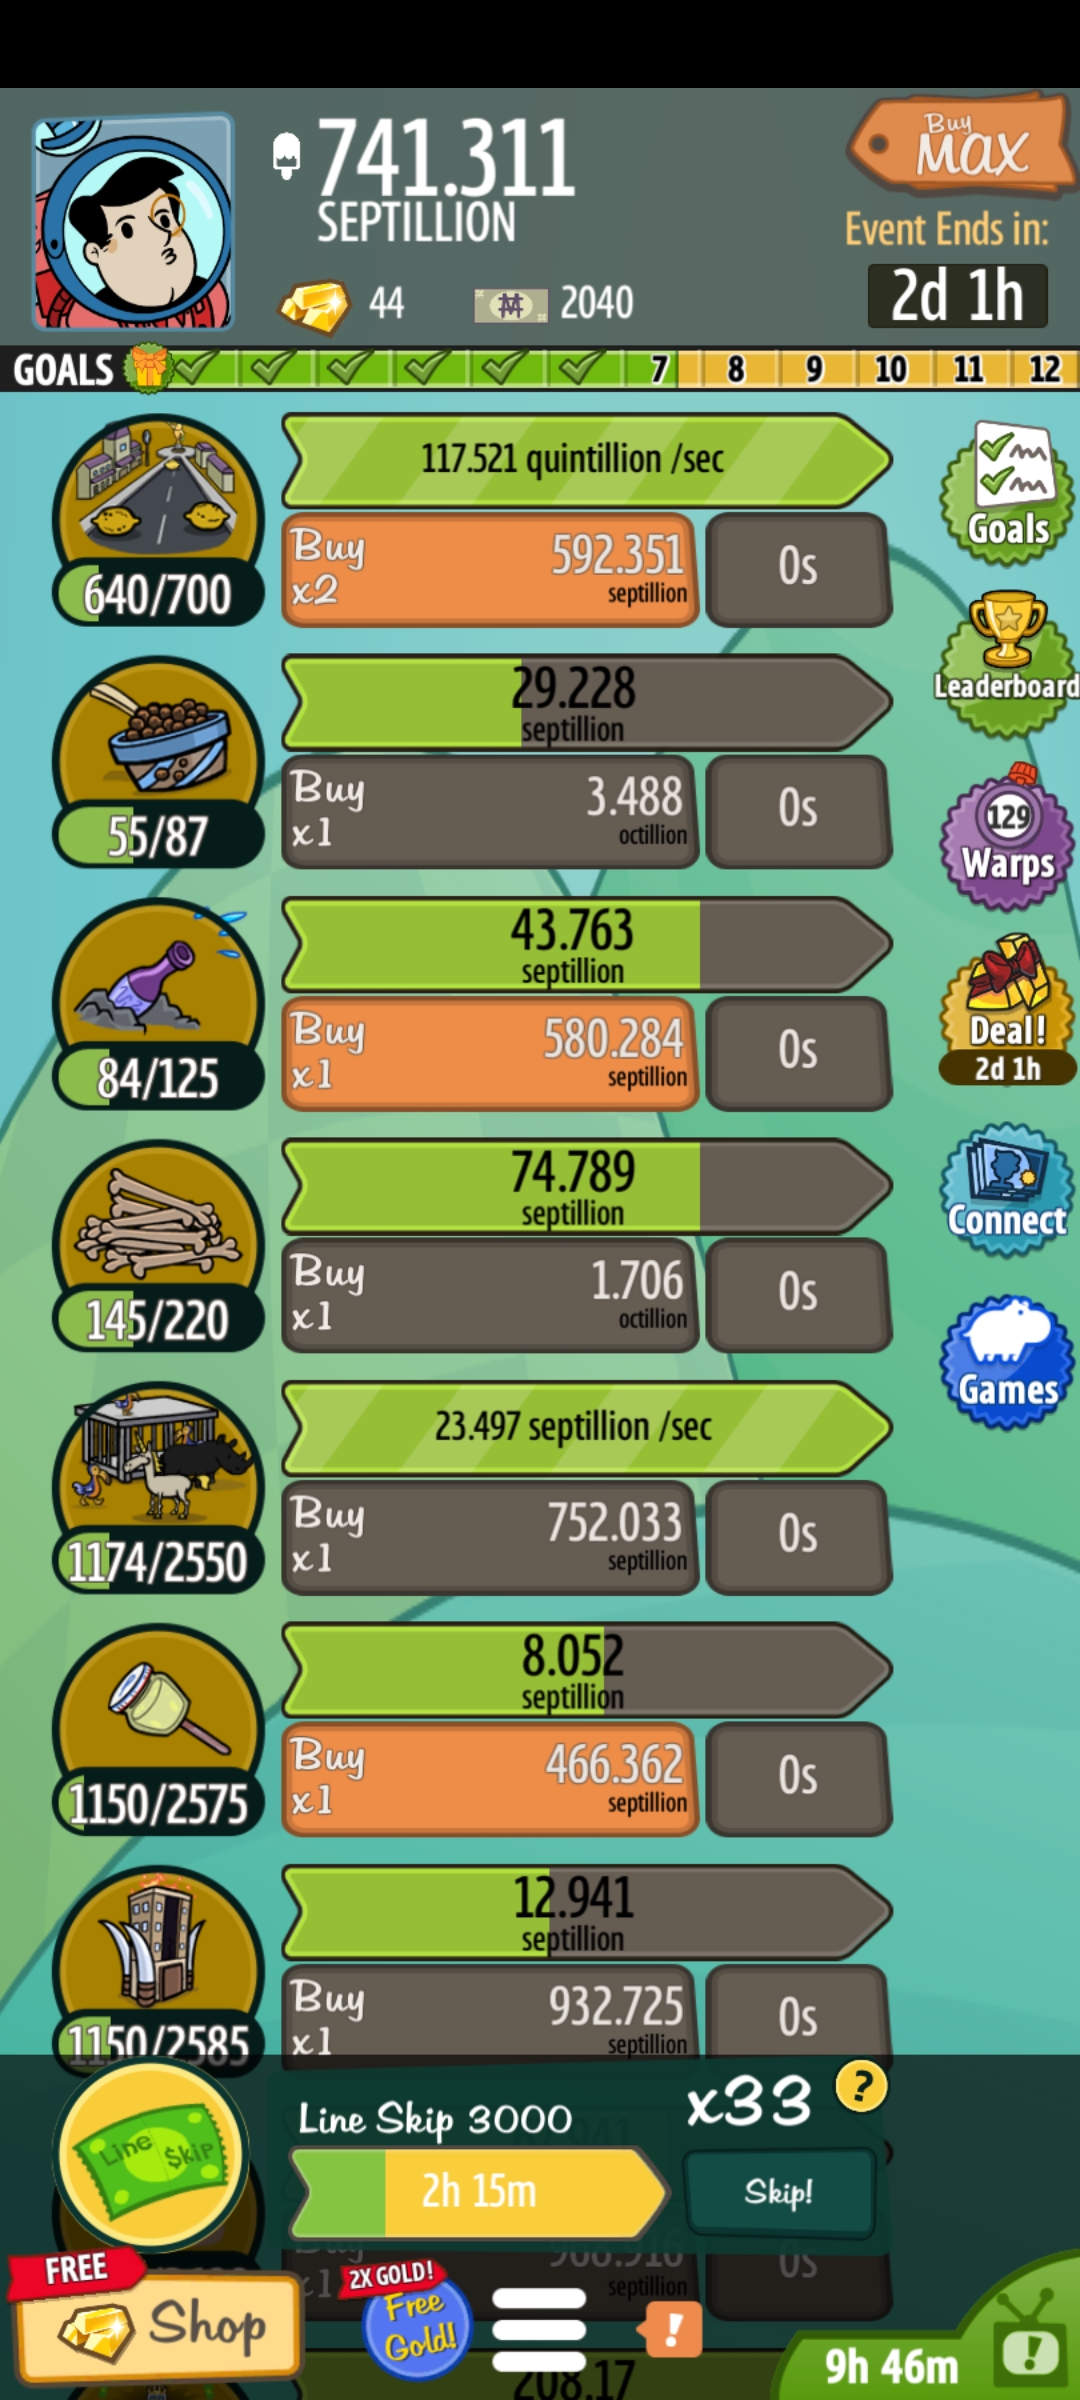 741.311
SEPTILLION
44
2040
Buy
MAX
Event Ends in:
2d 1h
GOALS
7
8
9
10
11
12
117.521 quintillion /sec
Buy
x2
592.351
septillion
0s
640/700
29.228
septillion
Buy
x1
3.488
octillion
0s
55/87
43.763
septillion
Buy
x1
580.284
septillion
0s
84/125
74.789
septillion
Buy
x1
1.706
octillion
0s
145/220
23.497 septillion /sec
Buy
x1
752.033
septillion
0s
1174/2550
8.052
septillion
Buy
x1
466.362
septillion
0s
1150/2575
12.941
septillion
Buy
x1
932.725
septillion
0s
1150/2585
Goals
Leaderboard
129
Warps
Deal!
2d 1h
Connect
Games
Line $kip
Line Skip 3000
x33
?
2h 15m
Skip!
septillion
0s
FREE
Shop
2X GOLD!
Free
Gold!
!
9h 46m
!
208.17